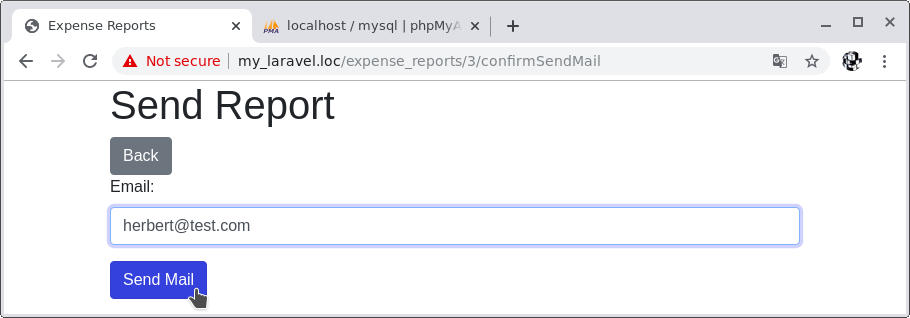 Expense Reports
localhost / mysql | phpMyA
Not secure
my_laravel.loc/expense_reports/3/confirmSendMail
Send Report
Back
Email:
herbert@test.com
Send Mail